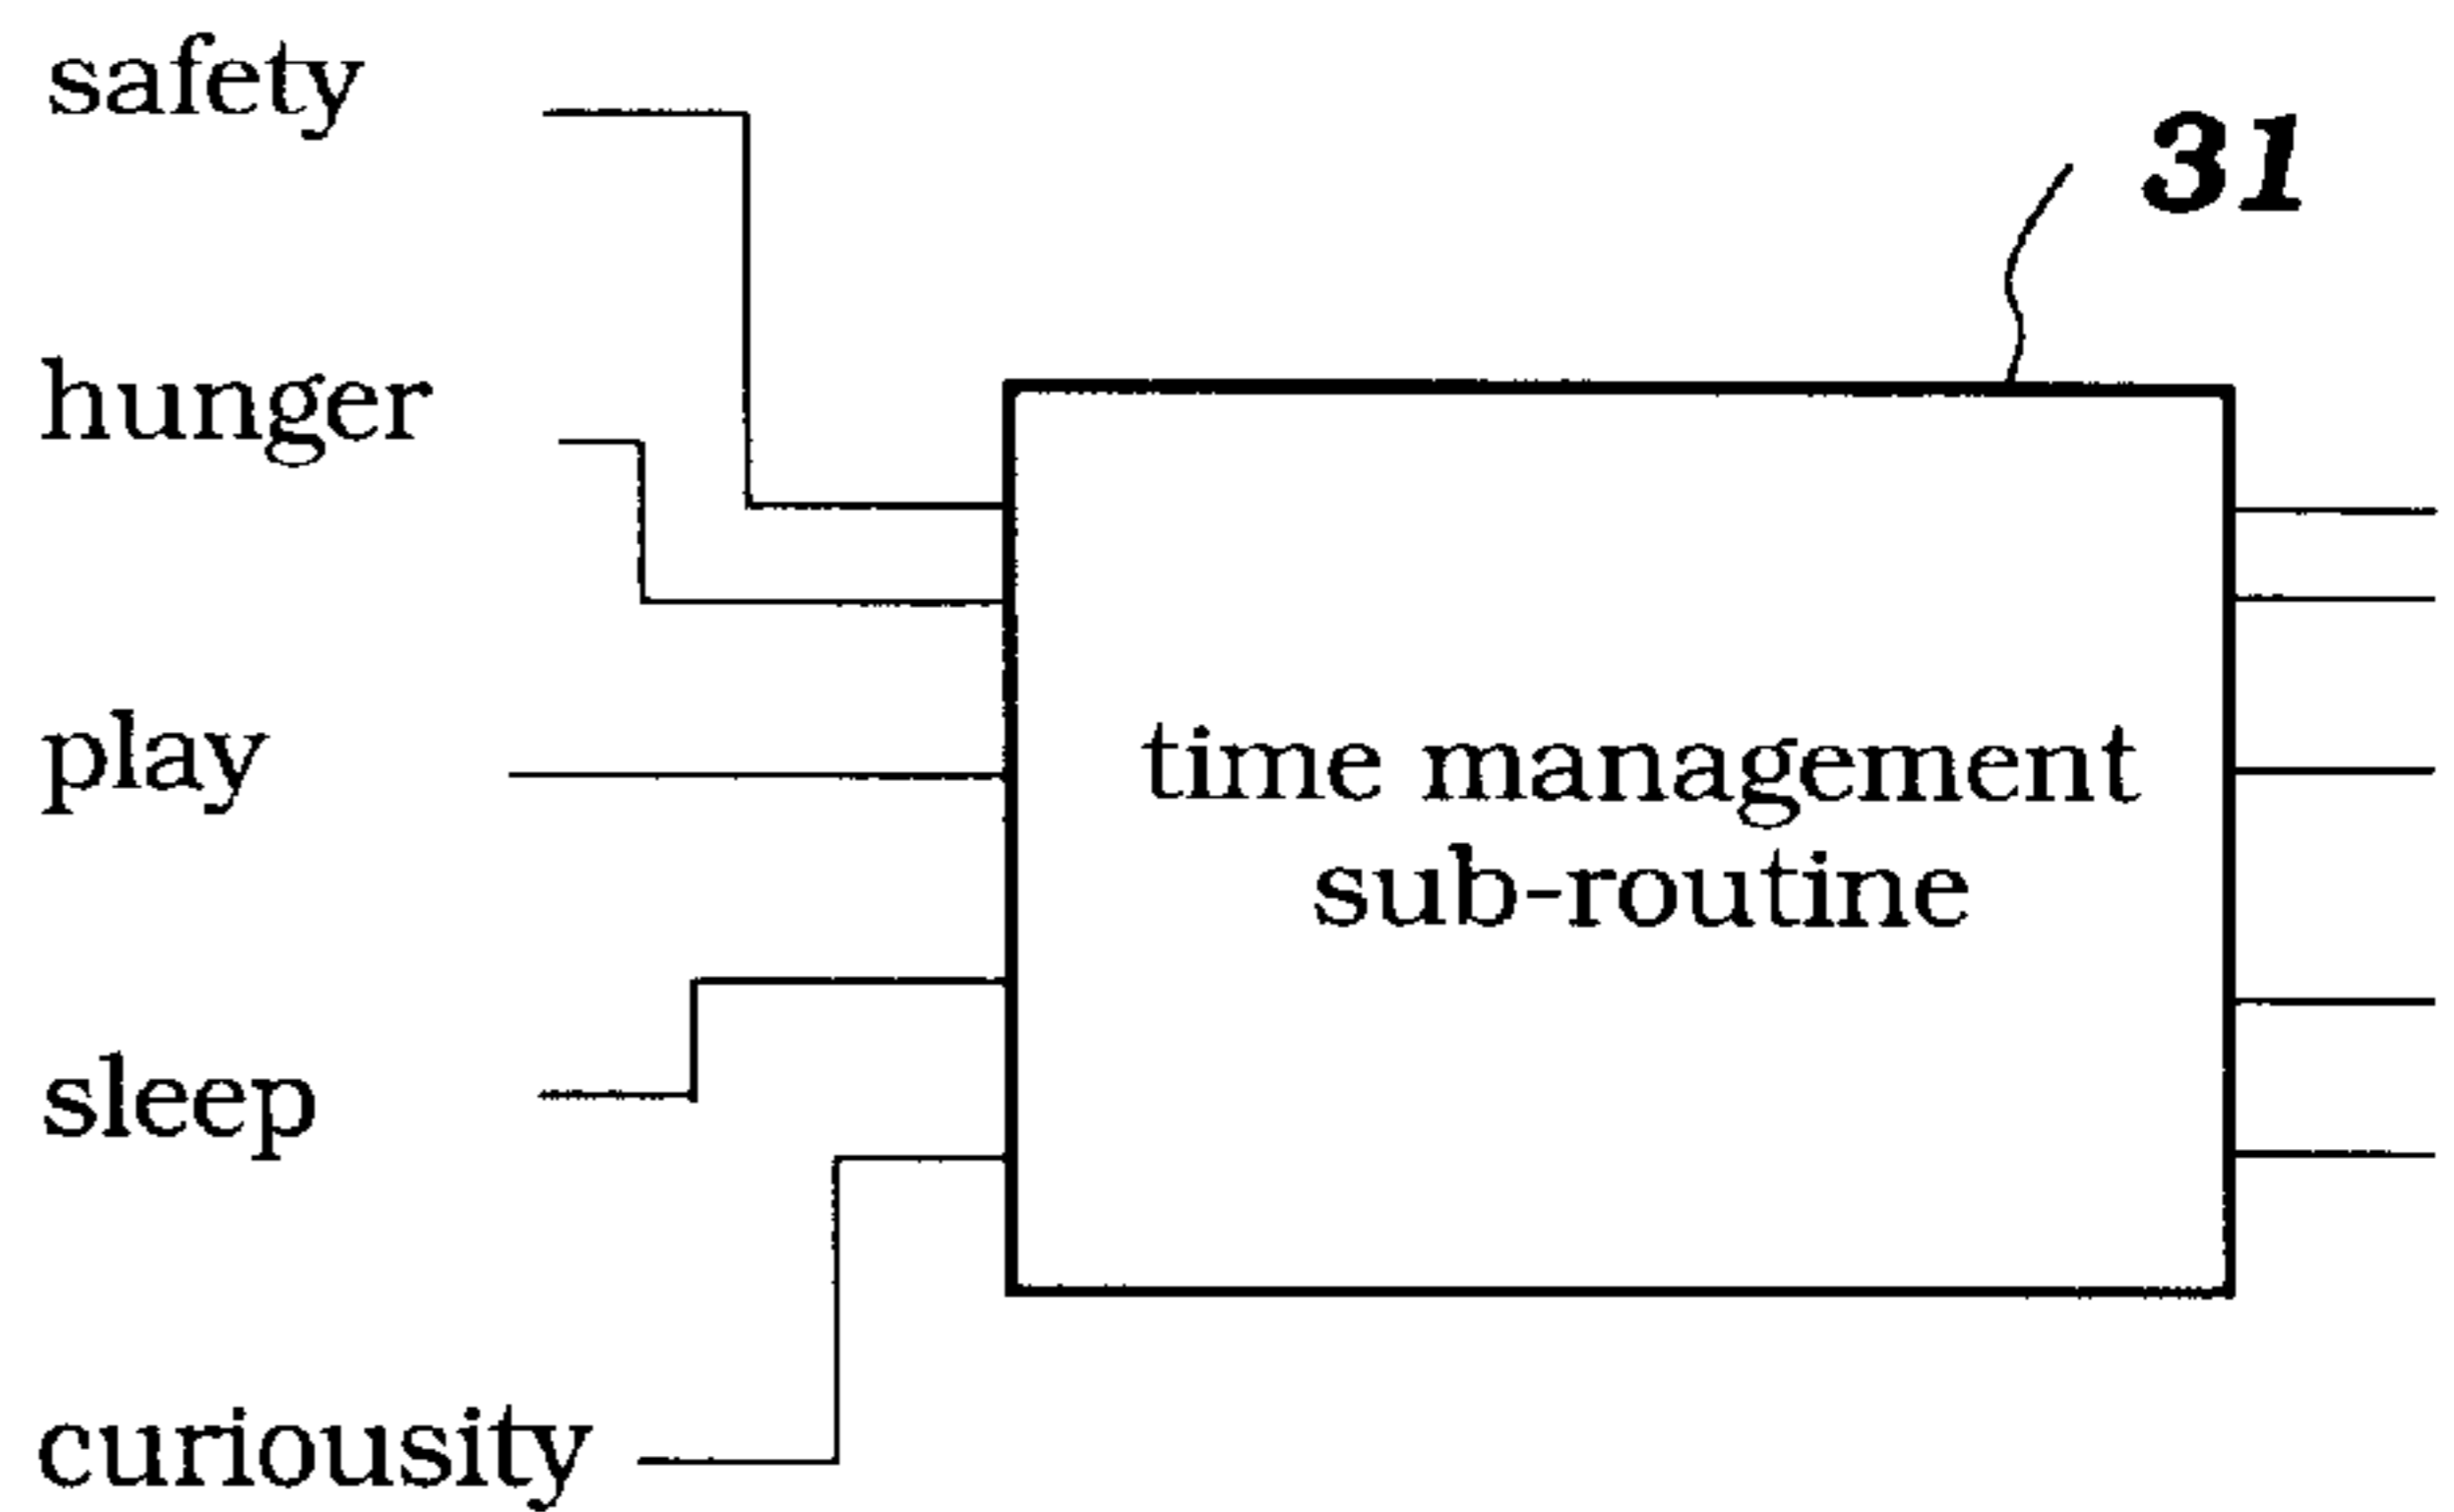 safety
31
hunger
play
time management
sub-routine
sleep
curiousity